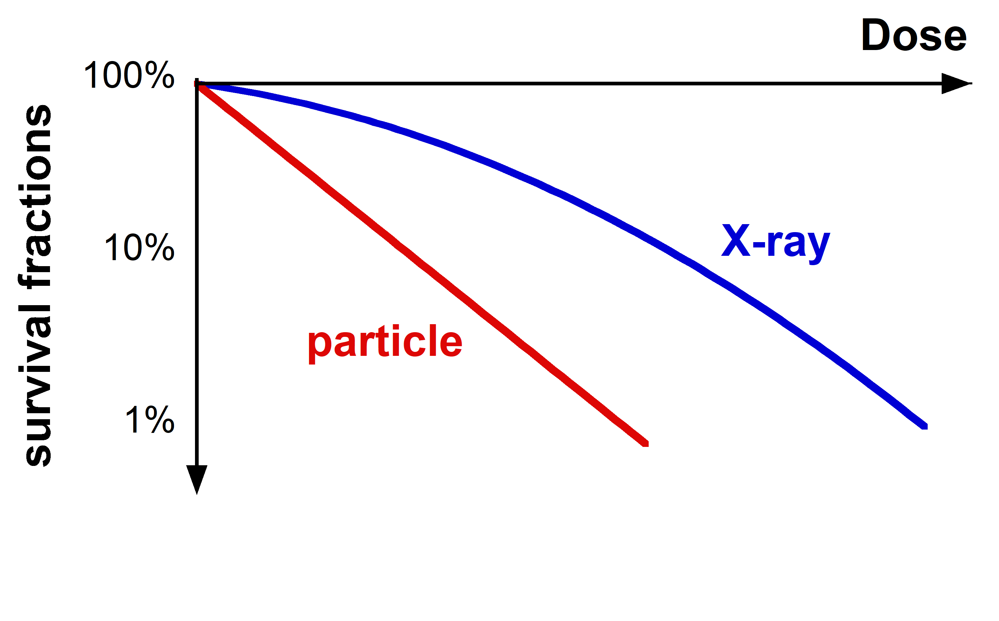 Dose
100%
survival fractions
10%
X-ray
particle
1%